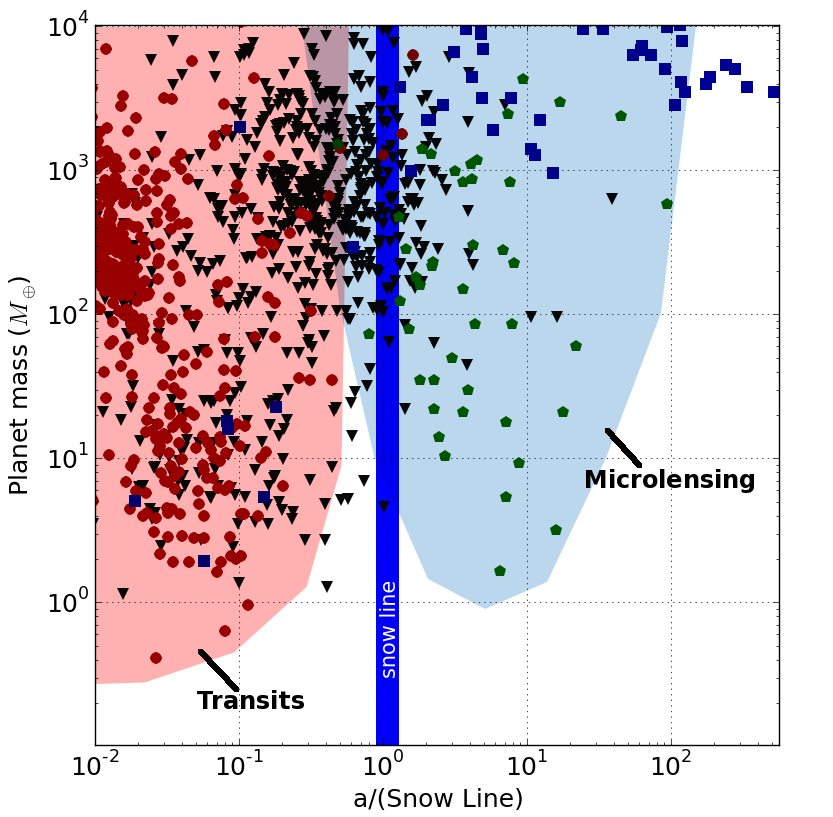 10^4
10^3
10^2
10^1
10^0
Planet mass (M⊕)
snow line
Microlensing
Transits
10^-2 10^-1 10^0 10^1 10^2
a/(Snow Line)